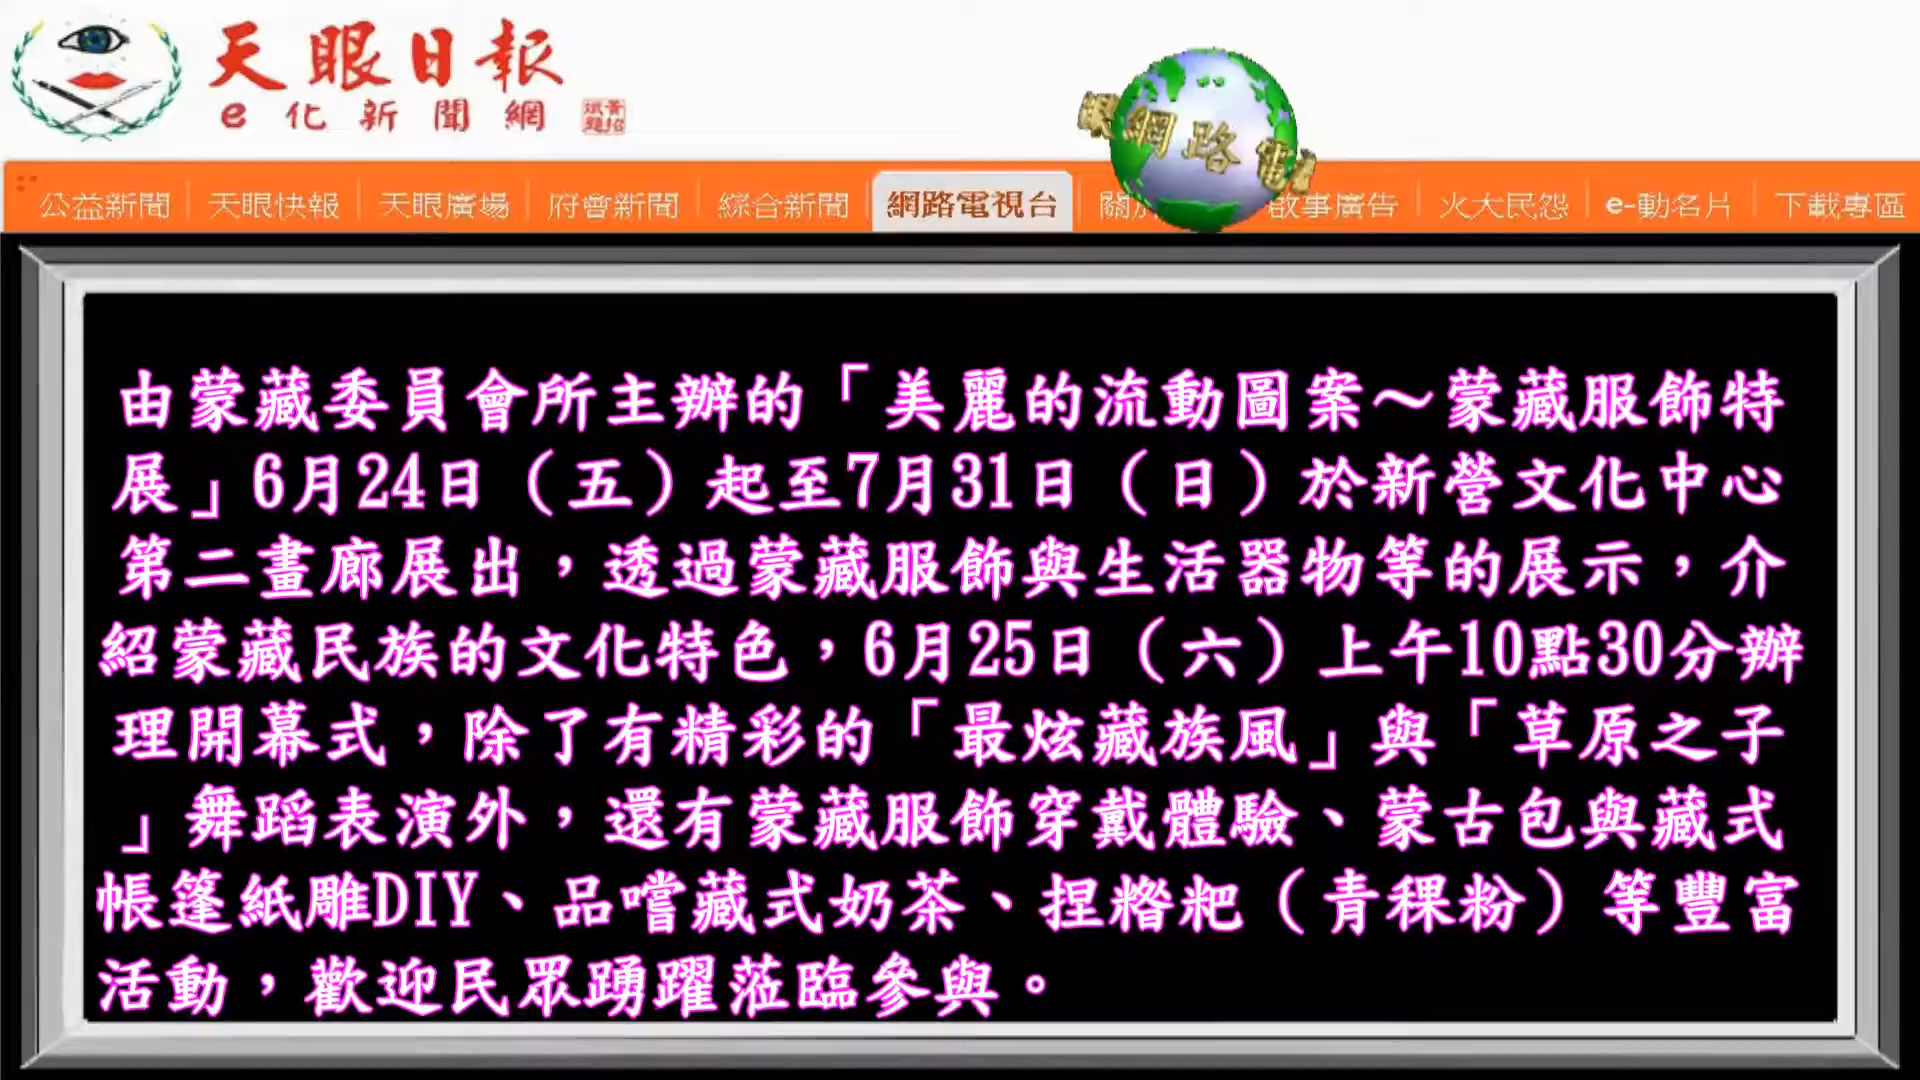 天眼日報
e化新聞網
網路電
公益新聞 天眼快報 天眼廣場 府會新聞 綜合新聞 網路電視台 啟事廣告 火大民怨 e-動名片 下載專區
由蒙藏委員會所主辦的「美麗的流動圖案～蒙藏服飾特
展」6月24日（五）起至7月31日（日）於新營文化中心
第二畫廊展出，透過蒙藏服飾與生活器物等的展示，介
紹蒙藏民族的文化特色，6月25日（六）上午10點30分辦
理開幕式，除了有精彩的「最炫藏族風」與「草原之子
」舞蹈表演外，還有蒙藏服飾穿戴體驗、蒙古包與藏式
帳篷紙雕DIY、品嚐藏式奶茶、捏糌粑（青稞粉）等豐富
活動，歡迎民眾踴躍蒞臨參與。